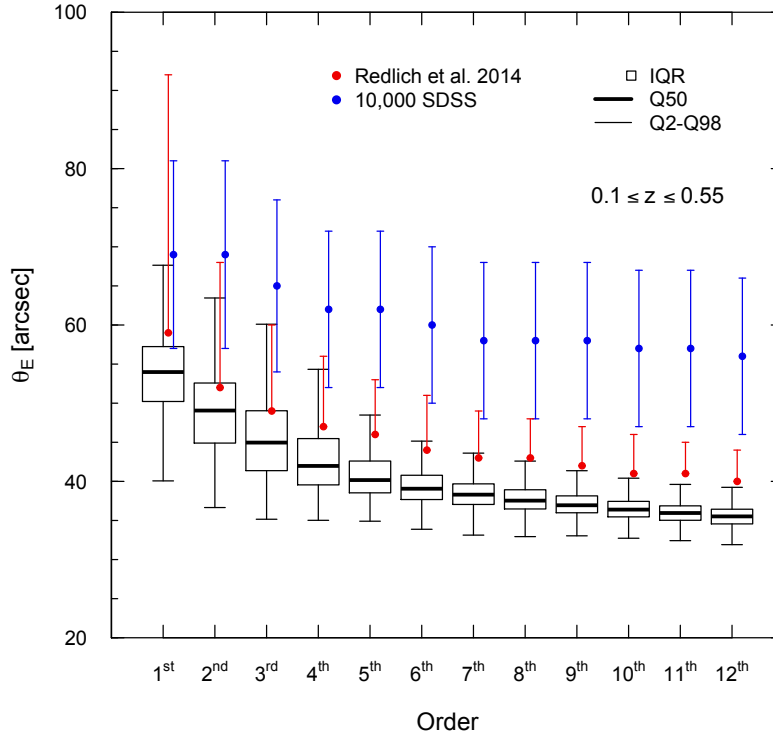 100
80
60
40
20
θE [arcsec]
Redlich et al. 2014
10,000 SDSS
IQR
Q50
Q2-Q98
0.1 ≤ z ≤ 0.55
1st 2nd 3rd 4th 5th 6th 7th 8th 9th 10th 11th 12th
Order